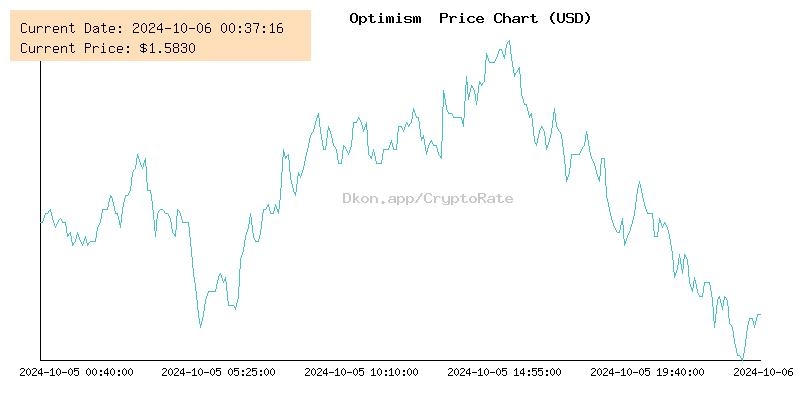 Optimism  Price Chart (USD)
Current Date: 2024-10-06 00:37:16
Current Price: $1.5830
Dkon.app/CryptoRate
2024-10-05 00:40:00 2024-10-05 05:25:00 2024-10-05 10:10:00 2024-10-05 14:55:00 2024-10-05 19:40:00 2024-10-06